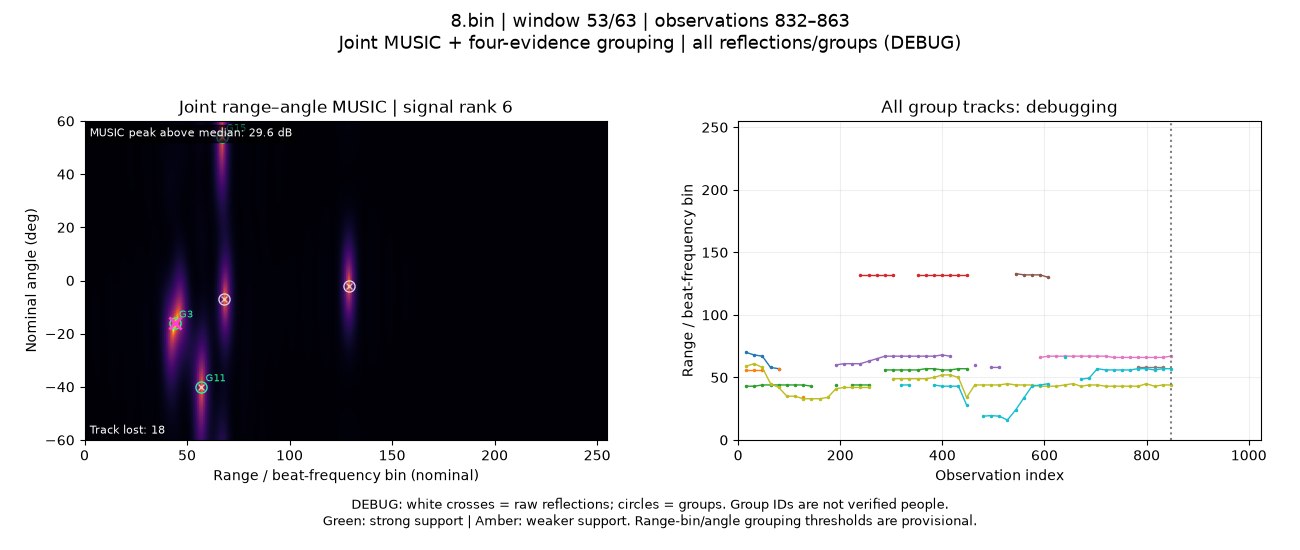 8.bin | window 53/63 | observations 832–863
Joint MUSIC + four-evidence grouping | all reflections/groups (DEBUG)
Joint range–angle MUSIC | signal rank 6
All group tracks: debugging
MUSIC peak above median: 29.6 dB
G3
G11
Track lost: 18
60
40
20
0
−20
−40
−60
Nominal angle (deg)
0
50
100
150
200
250
Range / beat-frequency bin (nominal)
250
200
150
100
50
0
Range / beat-frequency bin
0
200
400
600
800
1000
Observation index
DEBUG: white crosses = raw reflections; circles = groups. Group IDs are not verified people.
Green: strong support | Amber: weaker support. Range-bin/angle grouping thresholds are provisional.